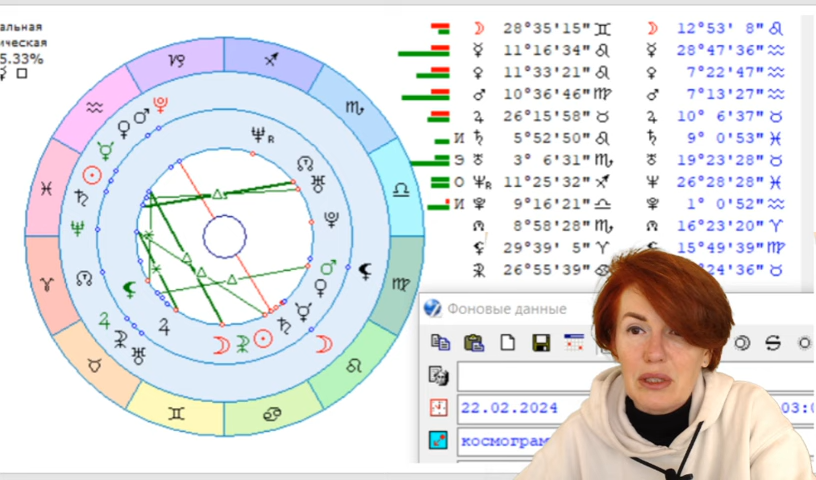 альная
ическая
5.33%
☽ 28°35'15"♊ ☽ 12°53' 8"♌
☿ 11°16'34"♌ ☿ 28°47'36"♒
♀ 11°33'21"♌ ♀ 7°22'47"♒
♂ 10°36'46"♍ ♂ 7°13'27"♒
♃ 26°15'58"♉ ♃ 10° 6'37"♉
И ♄ 5°52'50"♌ ♄ 9° 0'53"♓
Э ♅ 3° 6'31"♏ ♅ 19°23'28"♉
О ♆R 11°25'32"♐ ♆ 26°28'28"♓
И 9°16'21"♎ 1° 0'52"♒
☊ 8°58'28"♏ ☊ 16°23'20"♈
⚸ 29°39' 5"♈ ⚸ 15°49'39"♍
26°55'39" 24'36"♉
Фоновые данные
22.02.2024 03:0
космограм